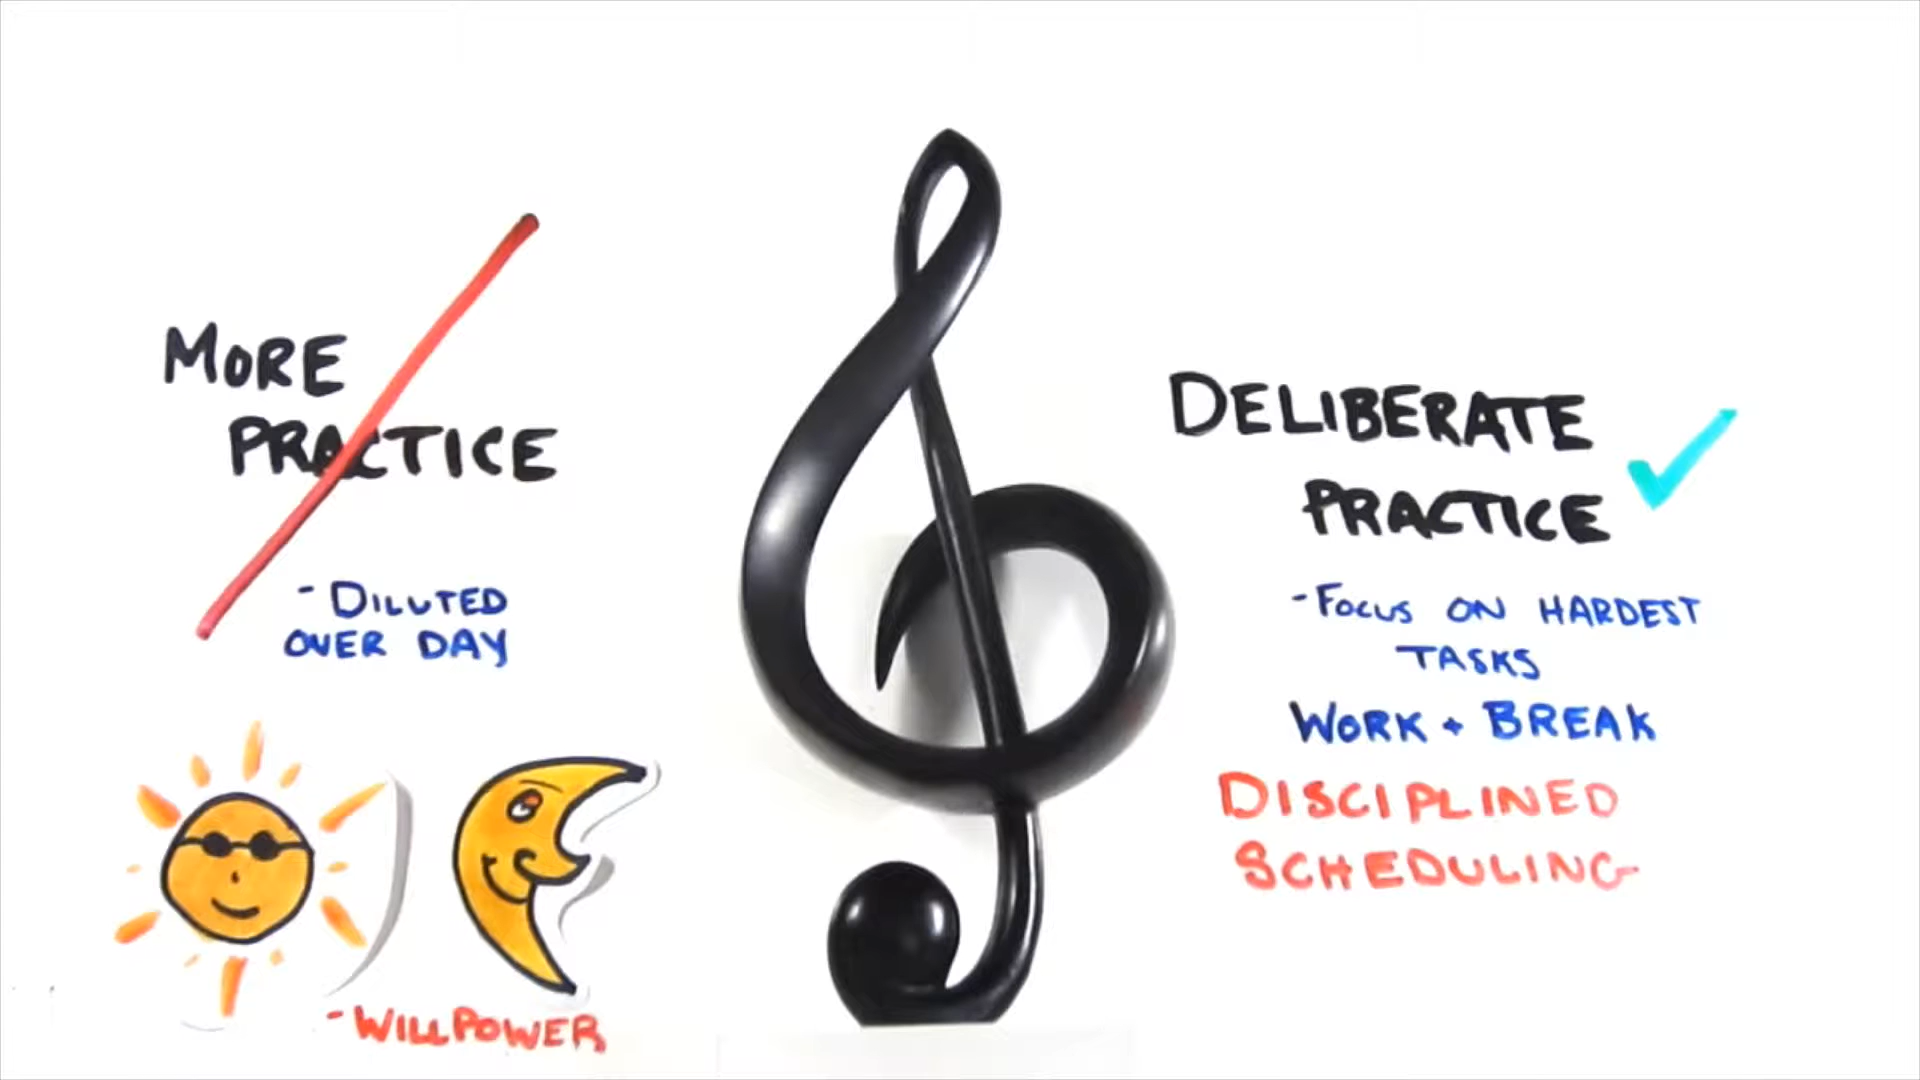 MORE
PRACTICE
- DILUTED
OVER DAY
- WILLPOWER
DELIBERATE
PRACTICE
- FOCUS ON HARDEST
TASKS
WORK + BREAK
DISCIPLINED
SCHEDULING